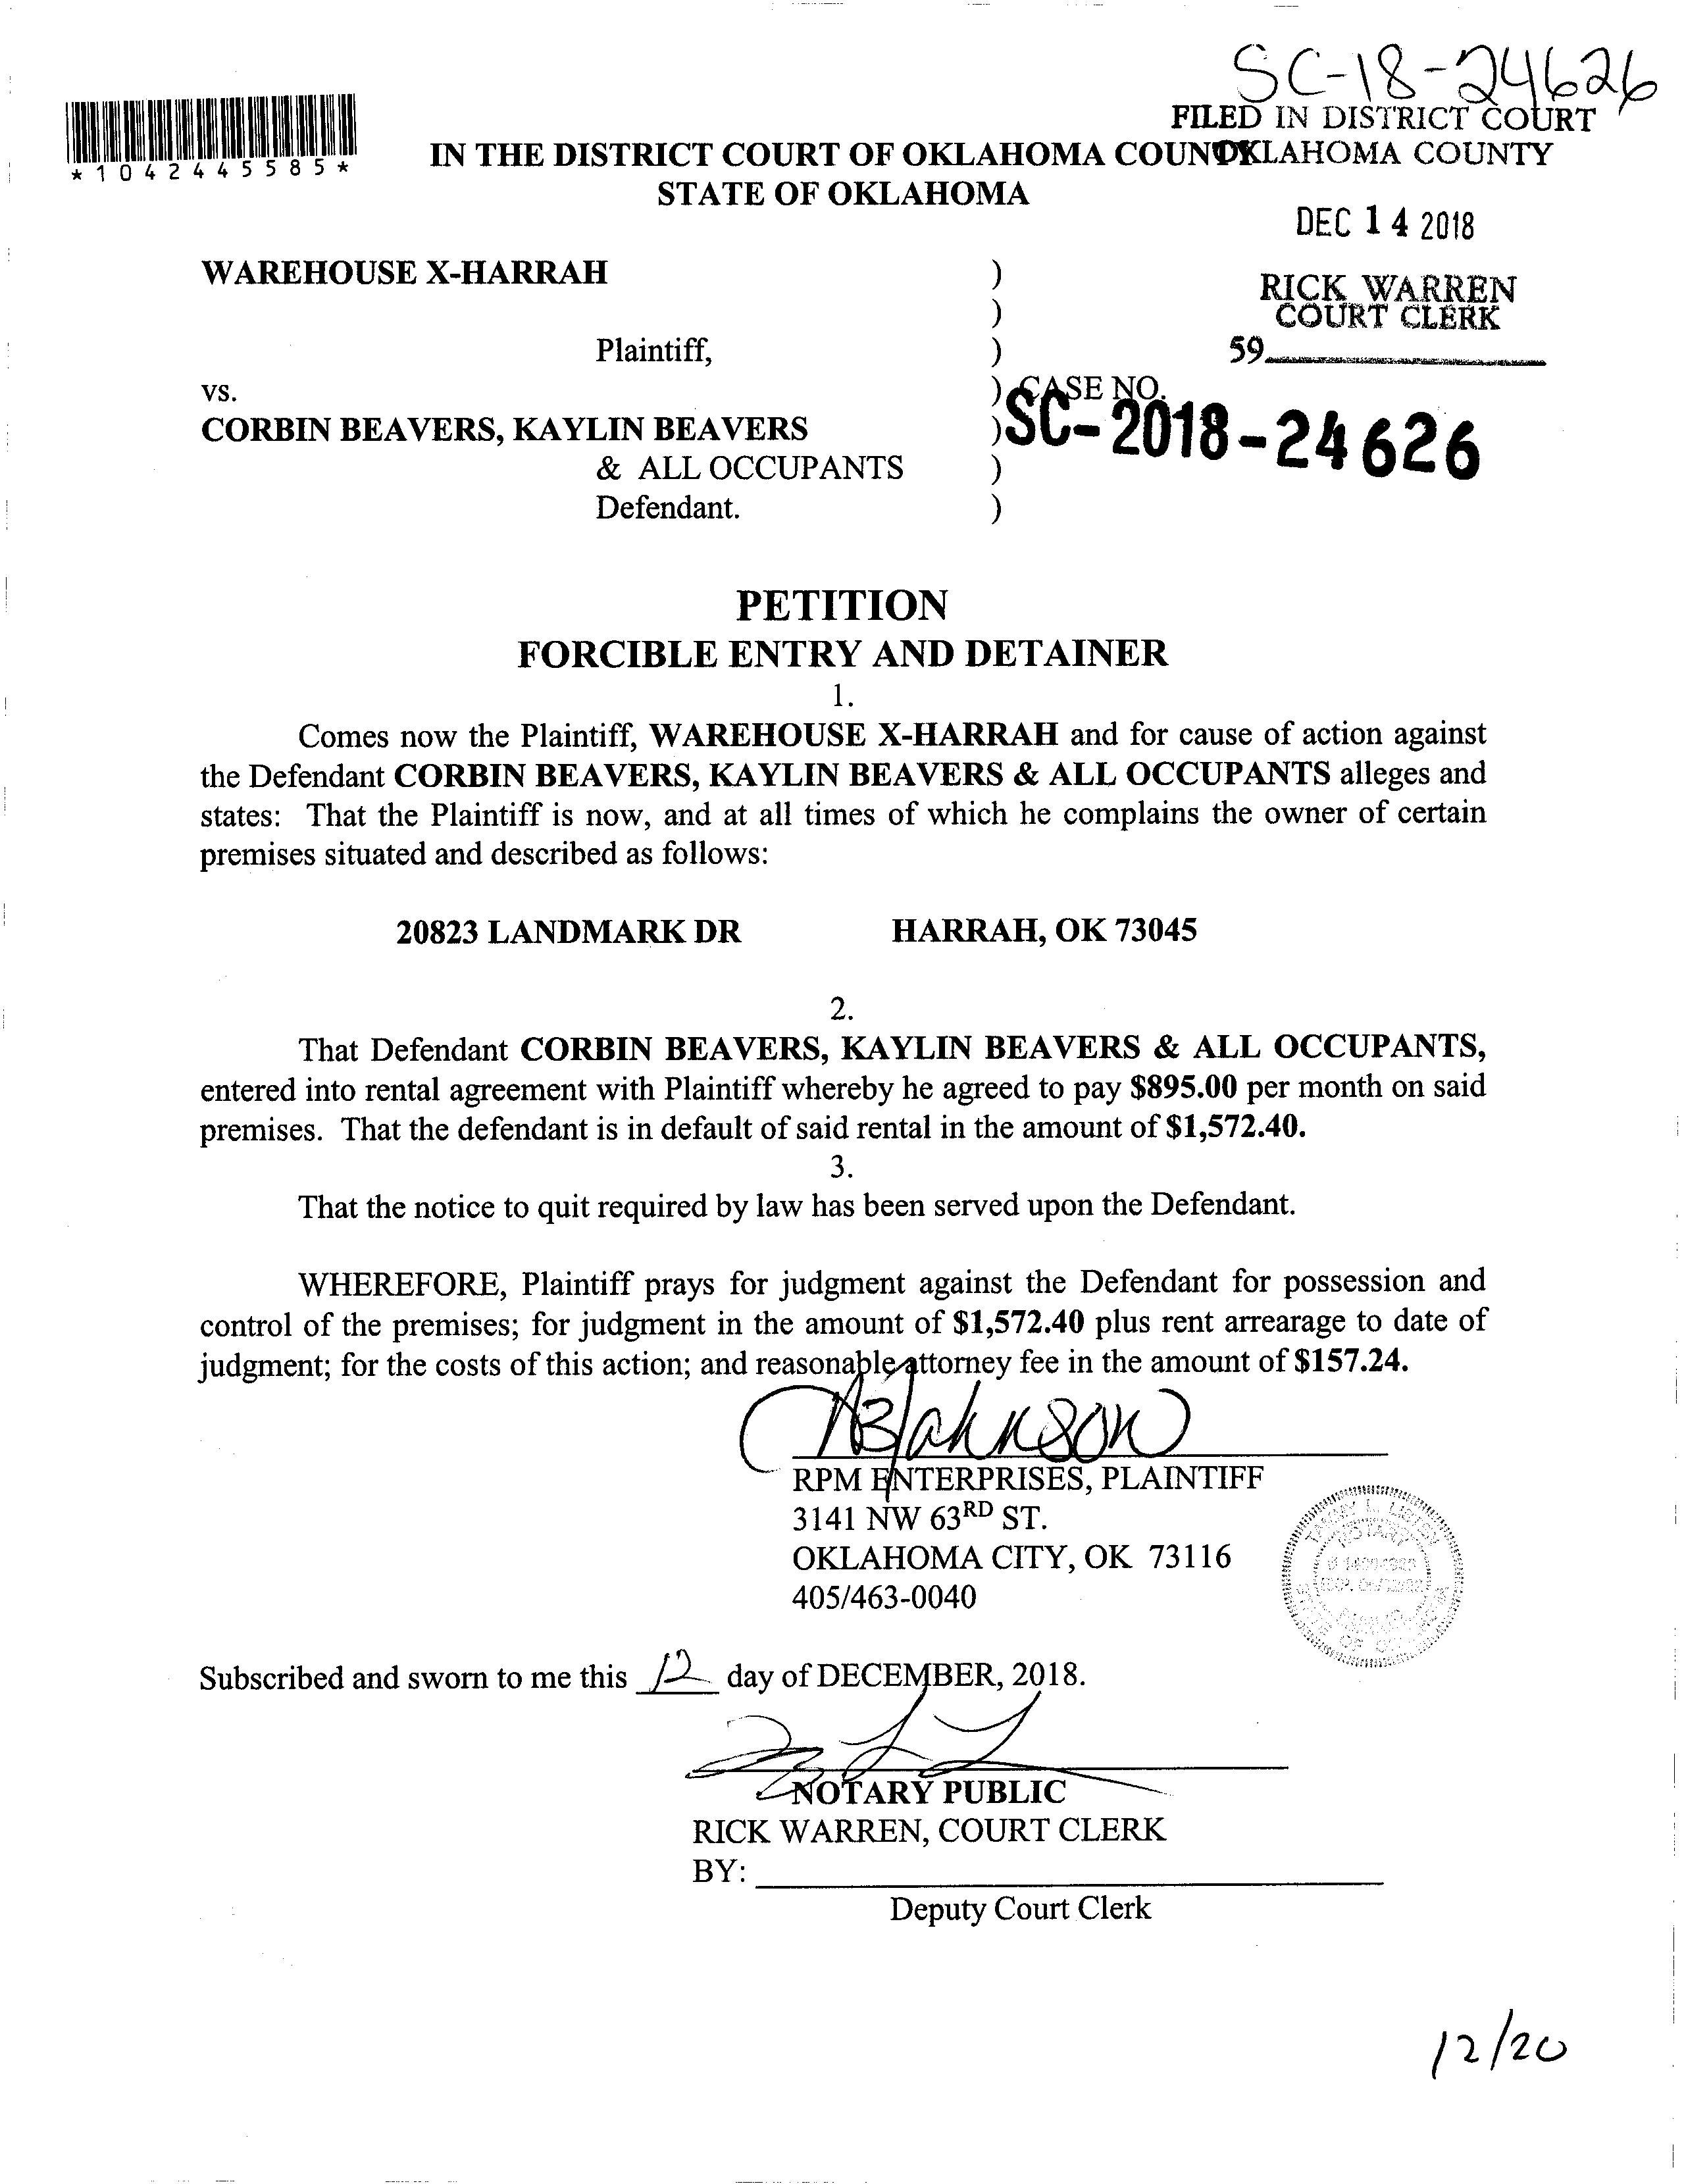 SC-18-24626
FILED IN DISTRICT COURT
OKLAHOMA COUNTY
*1042445585*
IN THE DISTRICT COURT OF OKLAHOMA COUNTY
STATE OF OKLAHOMA
DEC 14 2018
WAREHOUSE X-HARRAH )
)
RICK WARREN
COURT CLERK
Plaintiff, )
59
vs. ) CASE NO.
CORBIN BEAVERS, KAYLIN BEAVERS ) SC-2018-24626
& ALL OCCUPANTS )
Defendant. )
PETITION
FORCIBLE ENTRY AND DETAINER
1.
Comes now the Plaintiff, WAREHOUSE X-HARRAH and for cause of action against
the Defendant CORBIN BEAVERS, KAYLIN BEAVERS & ALL OCCUPANTS alleges and
states: That the Plaintiff is now, and at all times of which he complains the owner of certain
premises situated and described as follows:
20823 LANDMARK DR HARRAH, OK 73045
2.
That Defendant CORBIN BEAVERS, KAYLIN BEAVERS & ALL OCCUPANTS,
entered into rental agreement with Plaintiff whereby he agreed to pay $895.00 per month on said
premises. That the defendant is in default of said rental in the amount of $1,572.40.
3.
That the notice to quit required by law has been served upon the Defendant.
WHEREFORE, Plaintiff prays for judgment against the Defendant for possession and
control of the premises; for judgment in the amount of $1,572.40 plus rent arrearage to date of
judgment; for the costs of this action; and reasonable attorney fee in the amount of $157.24.
RPM ENTERPRISES, PLAINTIFF
3141 NW 63RD ST.
OKLAHOMA CITY, OK 73116
405/463-0040
Subscribed and sworn to me this 12 day of DECEMBER, 2018.
NOTARY PUBLIC
RICK WARREN, COURT CLERK
BY:
Deputy Court Clerk
12/20